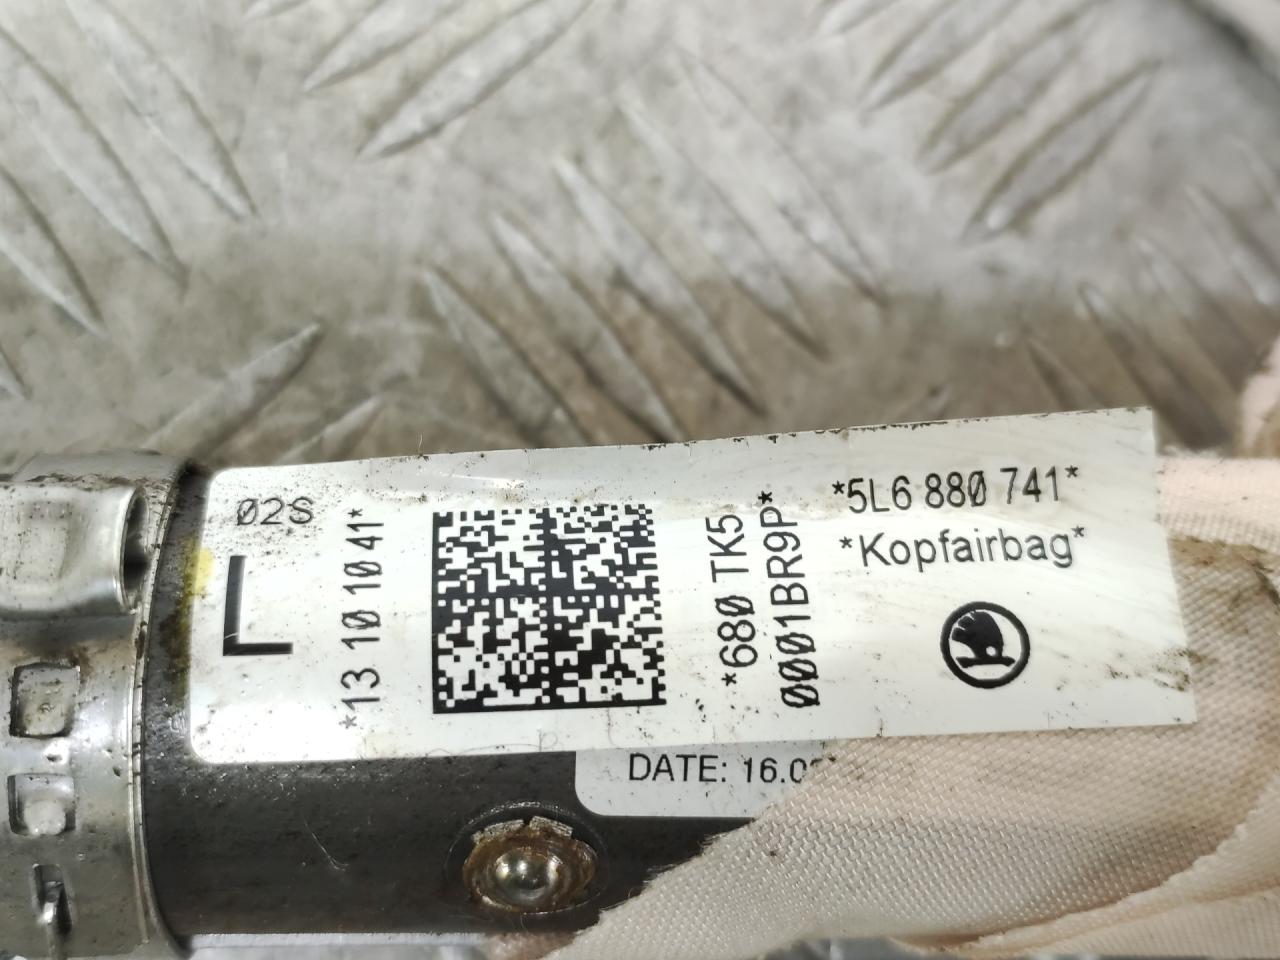 02S
L
*13 10 10 41*
*680 TK5
0001BR9P*
*5L6 880 741*
*Kopfairbag*
DATE: 16.0